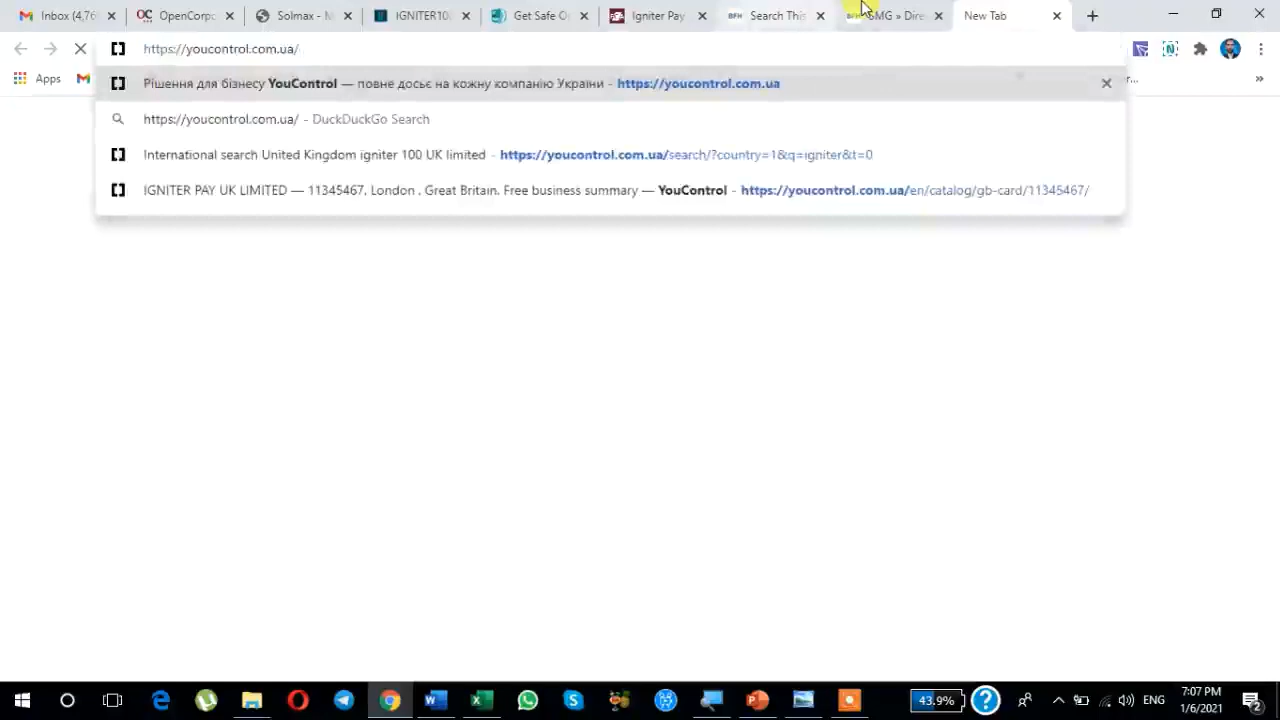 Inbox (4,76
OpenCorp
Solmax - M
IGNITER10
Get Safe O
Igniter Pay
Search This
SMG » Dire
New Tab
https://youcontrol.com.ua/
Apps
Рішення для бізнесу YouControl — повне досьє на кожну компанію України - https://youcontrol.com.ua
https://youcontrol.com.ua/ - DuckDuckGo Search
International search United Kingdom igniter 100 UK limited - https://youcontrol.com.ua/search/?country=1&q=igniter&t=0
IGNITER PAY UK LIMITED — 11345467, London , Great Britain. Free business summary — YouControl - https://youcontrol.com.ua/en/catalog/gb-card/11345467/
43.9%
ENG
7:07 PM
1/6/2021
2